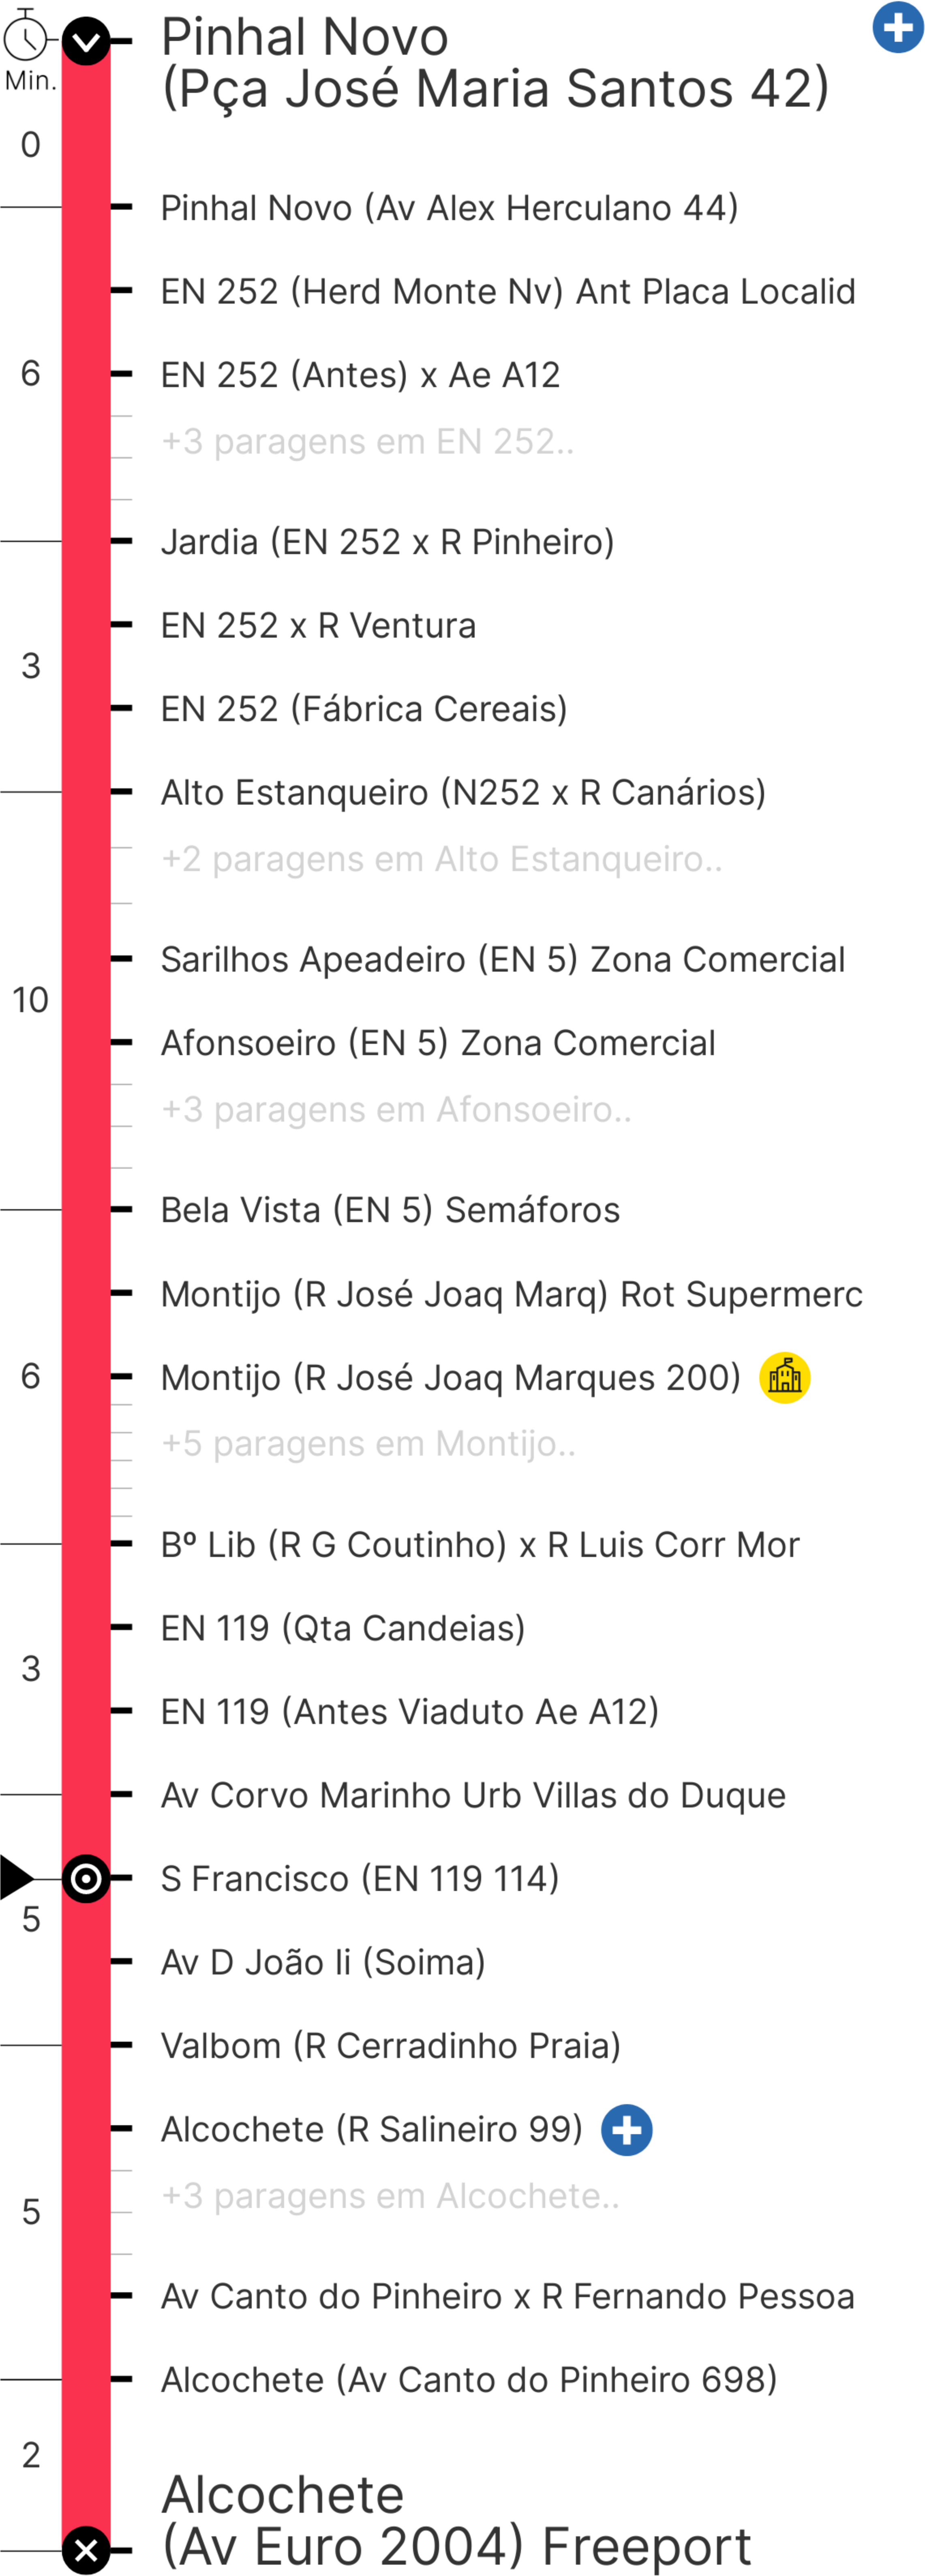 Pinhal Novo
(Pça José Maria Santos 42)
Min.
0
Pinhal Novo (Av Alex Herculano 44)
EN 252 (Herd Monte Nv) Ant Placa Localid
6
EN 252 (Antes) x Ae A12
+3 paragens em EN 252..
Jardia (EN 252 x R Pinheiro)
EN 252 x R Ventura
3
EN 252 (Fábrica Cereais)
Alto Estanqueiro (N252 x R Canários)
+2 paragens em Alto Estanqueiro..
Sarilhos Apeadeiro (EN 5) Zona Comercial
10
Afonsoeiro (EN 5) Zona Comercial
+3 paragens em Afonsoeiro..
Bela Vista (EN 5) Semáforos
Montijo (R José Joaq Marq) Rot Supermerc
6
Montijo (R José Joaq Marques 200)
+5 paragens em Montijo..
Bº Lib (R G Coutinho) x R Luis Corr Mor
EN 119 (Qta Candeias)
3
EN 119 (Antes Viaduto Ae A12)
Av Corvo Marinho Urb Villas do Duque
S Francisco (EN 119 114)
5
Av D João Ii (Soima)
Valbom (R Cerradinho Praia)
Alcochete (R Salineiro 99)
+3 paragens em Alcochete..
5
Av Canto do Pinheiro x R Fernando Pessoa
Alcochete (Av Canto do Pinheiro 698)
2
Alcochete
(Av Euro 2004) Freeport